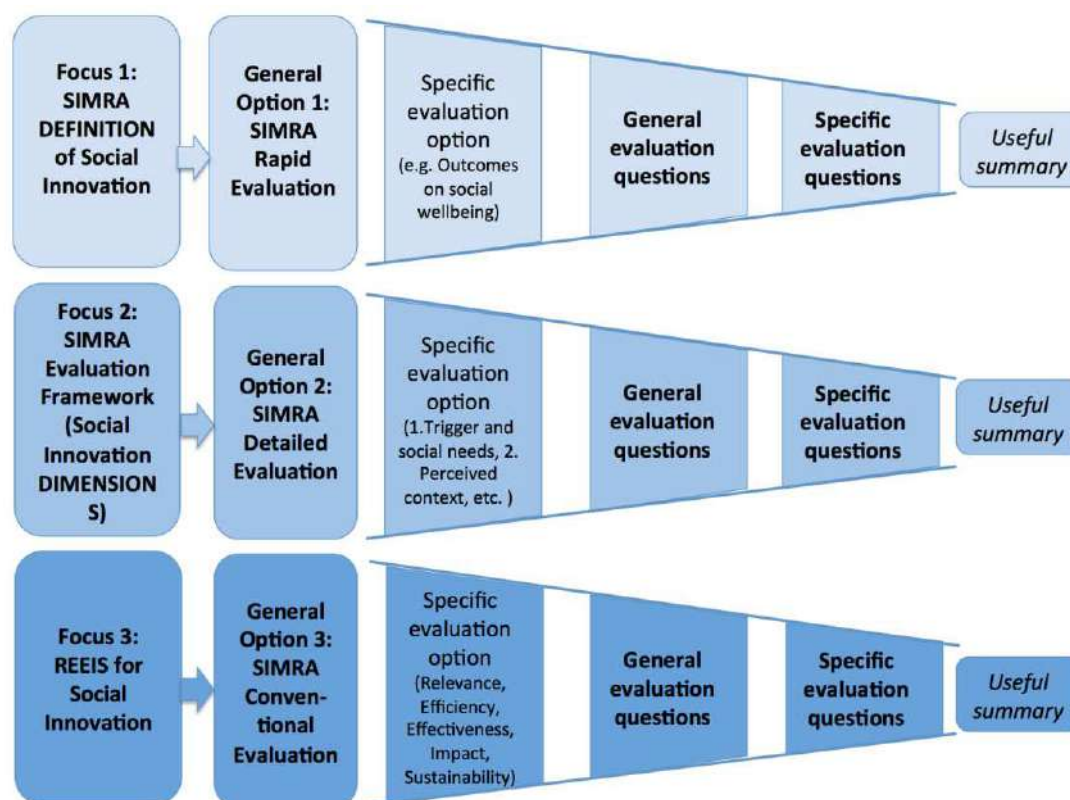 Focus 1:
SIMRA
DEFINITION
of Social
Innovation
General
Option 1:
SIMRA
Rapid
Evaluation
Specific
evaluation
option
(e.g. Outcomes
on social
wellbeing)
General
evaluation
questions
Specific
evaluation
questions
Useful
summary
Focus 2:
SIMRA
Evaluation
Framework
(Social
Innovation
DIMENSION
S)
General
Option 2:
SIMRA
Detailed
Evaluation
Specific
evaluation
option
(1.Trigger and
social needs, 2.
Perceived
context, etc. )
General
evaluation
questions
Specific
evaluation
questions
Useful
summary
Focus 3:
REEIS for
Social
Innovation
General
Option 3:
SIMRA
Conven-
tional
Evaluation
Specific
evaluation
option
(Relevance,
Efficiency,
Effectiveness,
Impact,
Sustainability)
General
evaluation
questions
Specific
evaluation
questions
Useful
summary